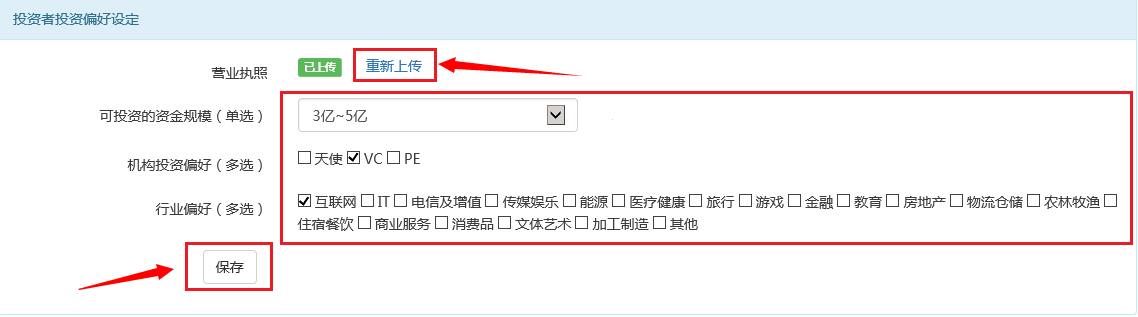 投资者投资偏好设定
营业执照 已上传 重新上传
可投资的资金规模（单选） 3亿~5亿
机构投资偏好（多选） 天使 VC PE
行业偏好（多选） 互联网 IT 电信及增值 传媒娱乐 能源 医疗健康 旅行 游戏 金融 教育 房地产 物流仓储 农林牧渔
住宿餐饮 商业服务 消费品 文体艺术 加工制造 其他
保存